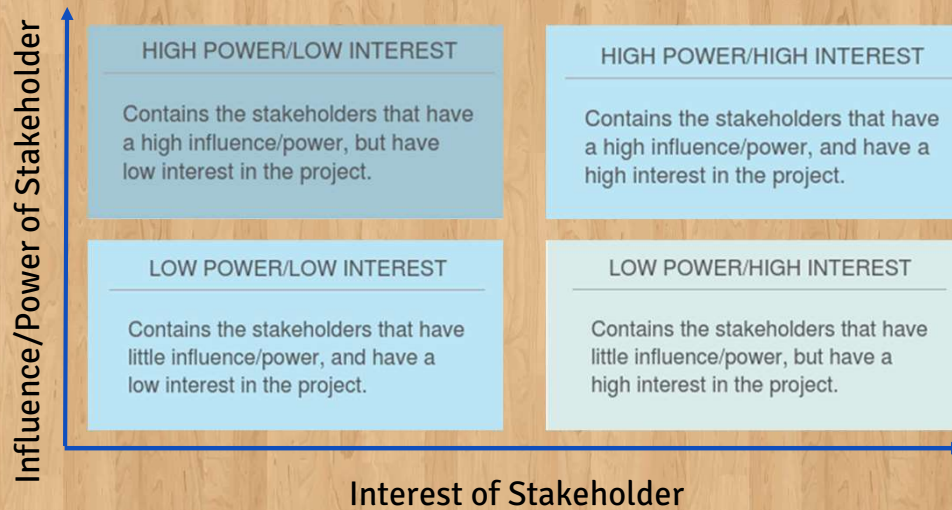 Influence/Power of Stakeholder
HIGH POWER/LOW INTEREST
Contains the stakeholders that have
a high influence/power, but have
low interest in the project.
HIGH POWER/HIGH INTEREST
Contains the stakeholders that have
a high influence/power, and have a
high interest in the project.
LOW POWER/LOW INTEREST
Contains the stakeholders that have
little influence/power, and have a
low interest in the project.
LOW POWER/HIGH INTEREST
Contains the stakeholders that have
little influence/power, but have a
high interest in the project.
Interest of Stakeholder